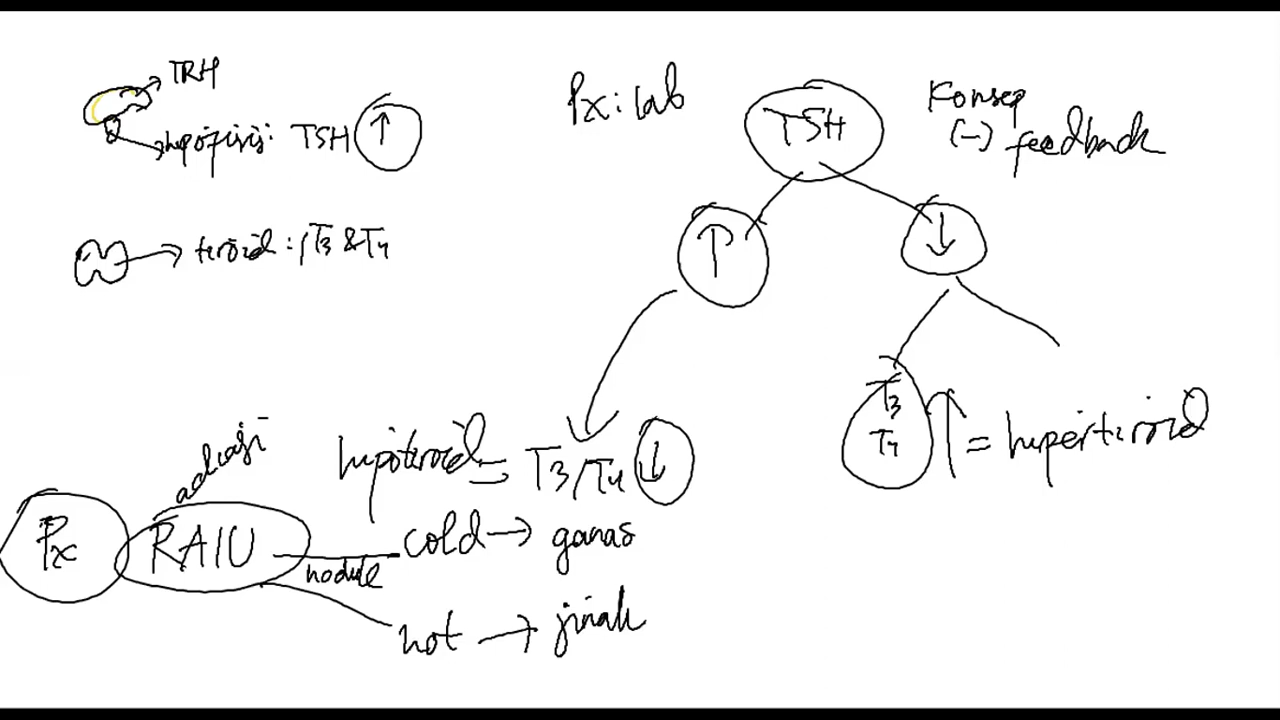 TRH
hipofisis: TSH ↑
tiroid : T3 & T4
Px : lab
TSH
Konsep
(-) feedback
↑
↓
hipotiroid = T3/T4 ↓
T3
T4 ↑ = hipertiroid
Px RAIU
nodule
cold → ganas
hot → jinak